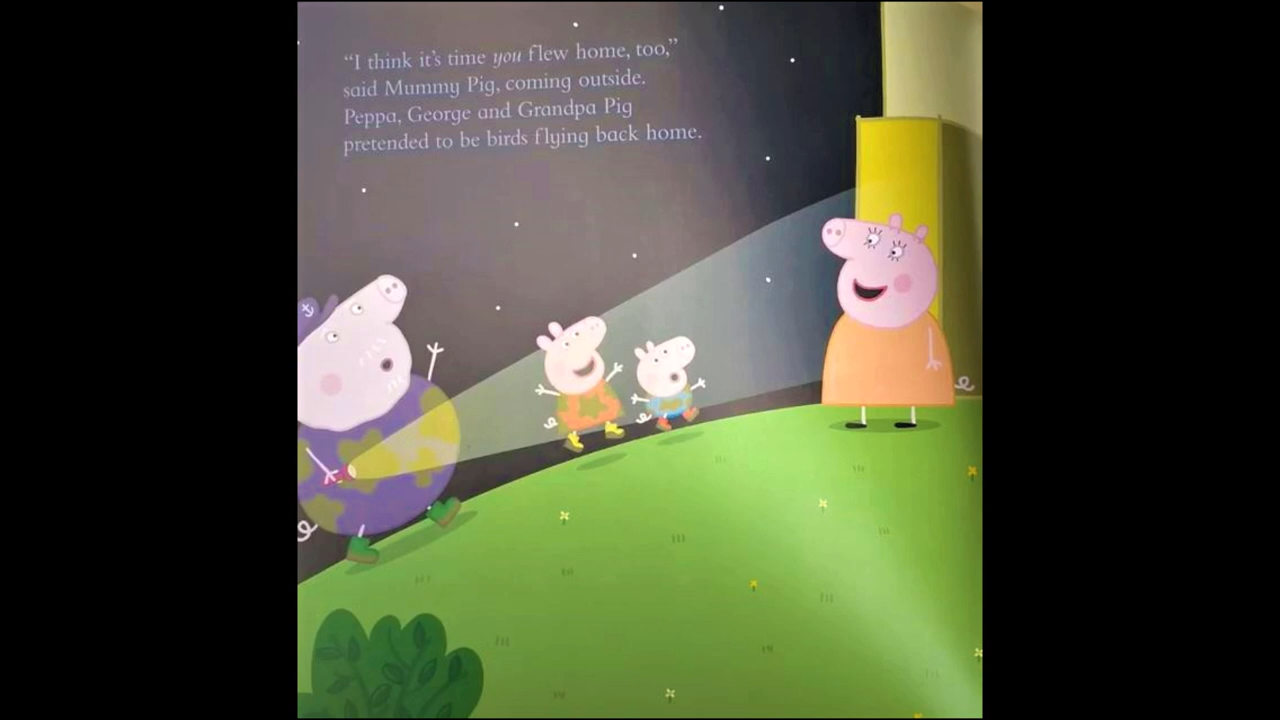 “I think it’s time you flew home, too,”
said Mummy Pig, coming outside.
Peppa, George and Grandpa Pig
pretended to be birds flying back home.